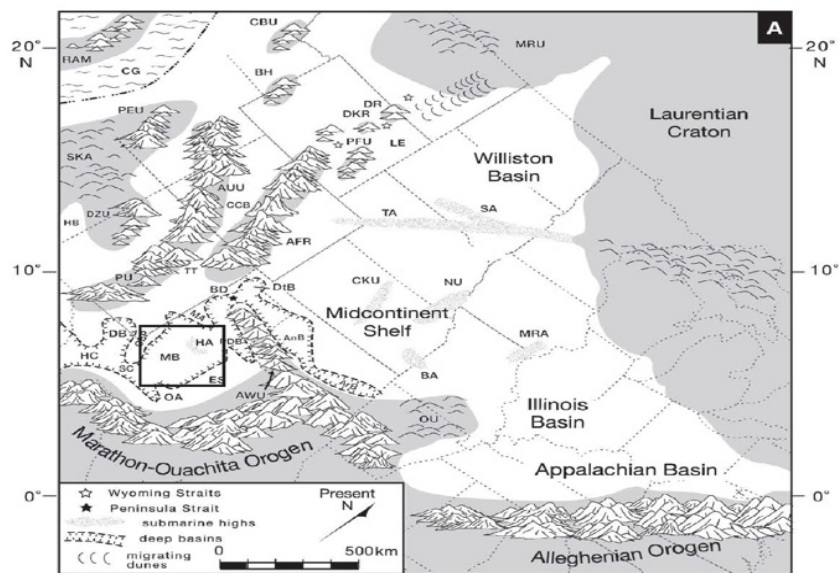 A
20°
N
10°
0°
20°
N
10°
0°
CBU
MRU
RAM
CG
BH
PEU
DR
DKR
PFU
LE
Laurentian
Craton
SKA
Williston
Basin
AUU
CCB
DZU
HB
TA
SA
AFR
PU
TT
BD
DtB
CKU
NU
Midcontinent
Shelf
MA
DB
HA
AnB
MRA
HC
MB
SC
ES
BA
OA
AWU
OU
Illinois
Basin
Marathon-Ouachita Orogen
Appalachian Basin
Wyoming Straits
Peninsula Strait
submarine highs
deep basins
migrating
dunes
Present
N
0
500km
Alleghenian Orogen